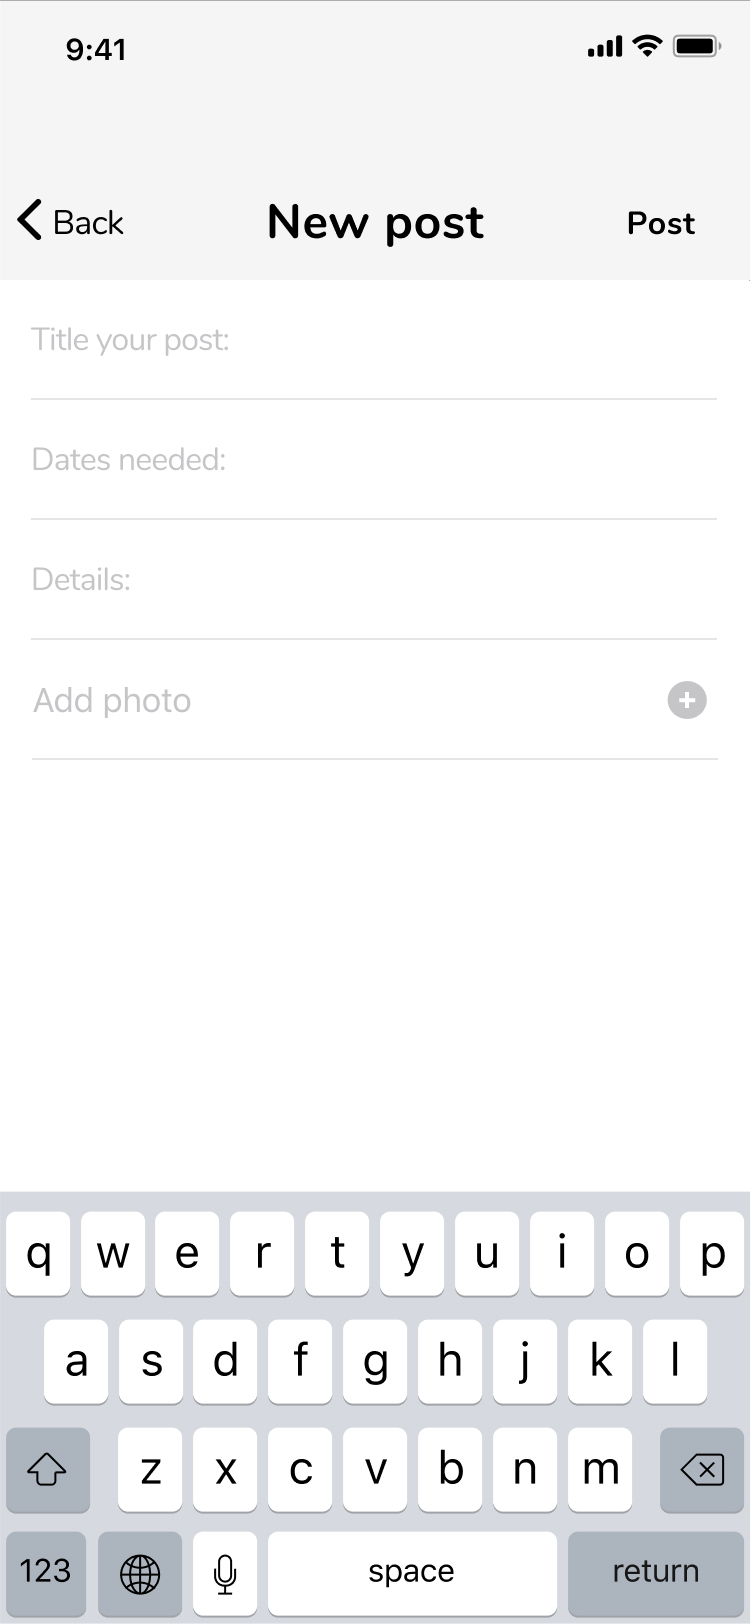 9:41
Back New post Post
Title your post:
Dates needed:
Details:
Add photo
q w e r t y u i o p
a s d f g h j k l
z x c v b n m
123 space return